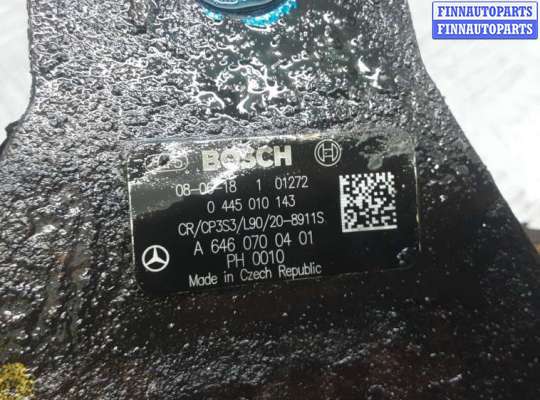 FINNAUTOPARTS
FINNAUTOPARTS
BOSCH
08-06-18 1 01272
0 445 010 143
CR/CP3S3/L90/20-8911S
A 646 070 04 01
PH 0010
Made in Czech Republic